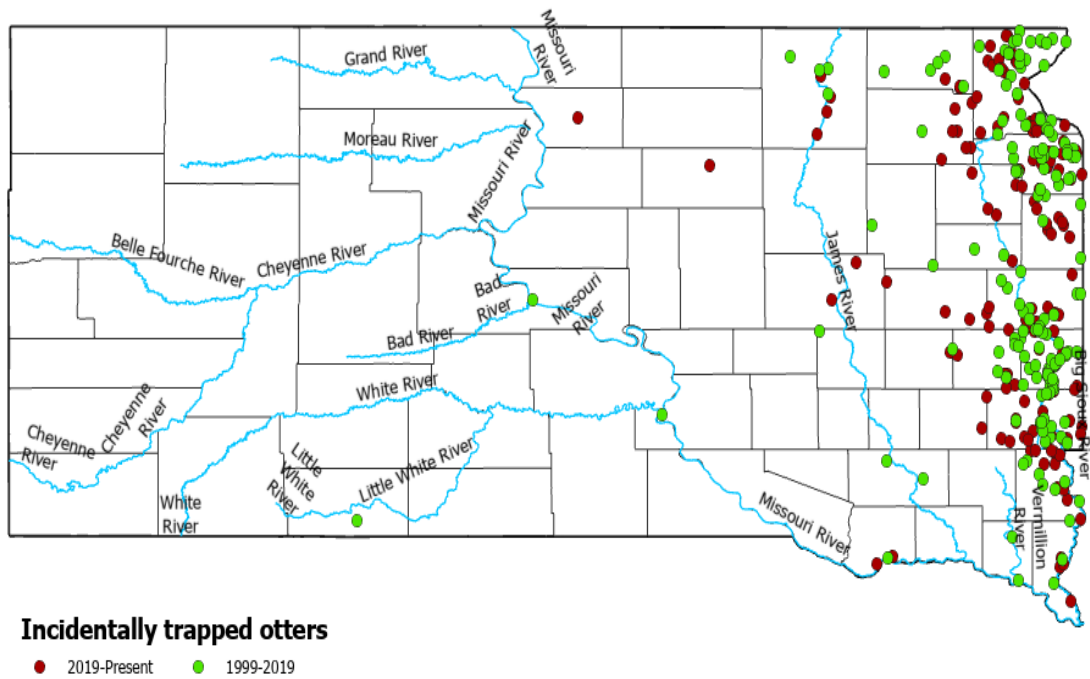 Missouri
River
Grand River
Moreau River
Missouri River
Belle Fourche River
Cheyenne River
Bad
River
Missouri
River
Bad River
James River
White River
Cheyenne
River
Cheyenne
River
Little
White
River
Little White River
White
River
Missouri River
Vermillion
River
Big Sioux River
Incidentally trapped otters
2019-Present
1999-2019